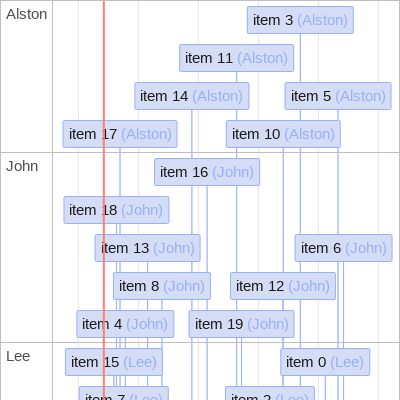 Alston
item 3 (Alston)
item 11 (Alston)
item 14 (Alston)
item 5 (Alston)
item 17 (Alston)
item 10 (Alston)
John
item 16 (John)
item 18 (John)
item 13 (John)
item 6 (John)
item 8 (John)
item 12 (John)
item 4 (John)
item 19 (John)
Lee
item 15 (Lee)
item 0 (Lee)
item 7 (Lee)
item 2 (Lee)